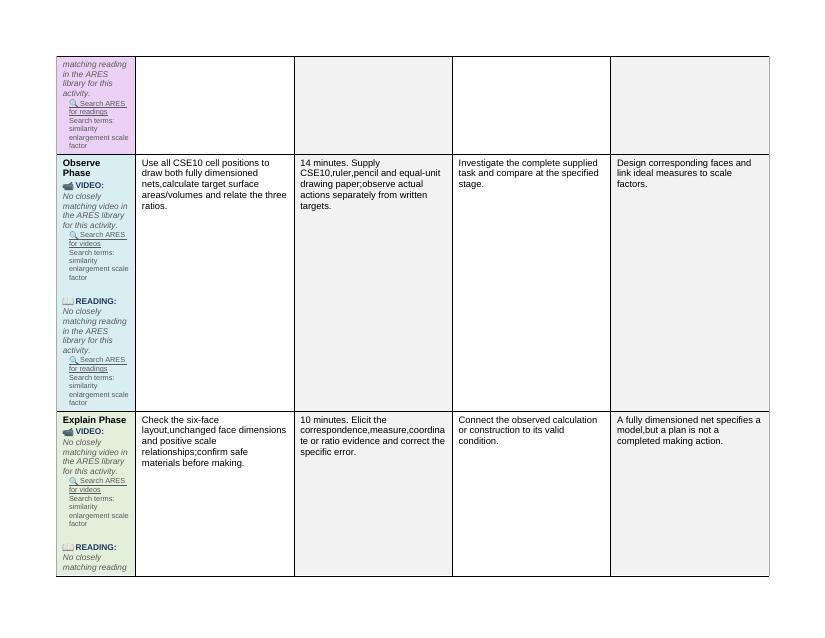 matching reading
in the ARES
library for this
activity.
🔍 Search ARES
for readings
Search terms:
similarity
enlargement scale
factor
Observe
Phase
📹 VIDEO:
No closely
matching video in
the ARES library
for this activity.
🔍 Search ARES
for videos
Search terms:
similarity
enlargement scale
factor
📖 READING:
No closely
matching reading
in the ARES
library for this
activity.
🔍 Search ARES
for readings
Search terms:
similarity
enlargement scale
factor
Use all CSE10 cell positions to
draw both fully dimensioned
nets,calculate target surface
areas/volumes and relate the three
ratios.
14 minutes. Supply
CSE10,ruler,pencil and equal-unit
drawing paper;observe actual
actions separately from written
targets.
Investigate the complete supplied
task and compare at the specified
stage.
Design corresponding faces and
link ideal measures to scale
factors.
Explain Phase
📹 VIDEO:
No closely
matching video in
the ARES library
for this activity.
🔍 Search ARES
for videos
Search terms:
similarity
enlargement scale
factor
📖 READING:
No closely
matching reading
Check the six-face
layout,unchanged face dimensions
and positive scale
relationships;confirm safe
materials before making.
10 minutes. Elicit the
correspondence,measure,coordina
te or ratio evidence and correct the
specific error.
Connect the observed calculation
or construction to its valid
condition.
A fully dimensioned net specifies a
model,but a plan is not a
completed making action.